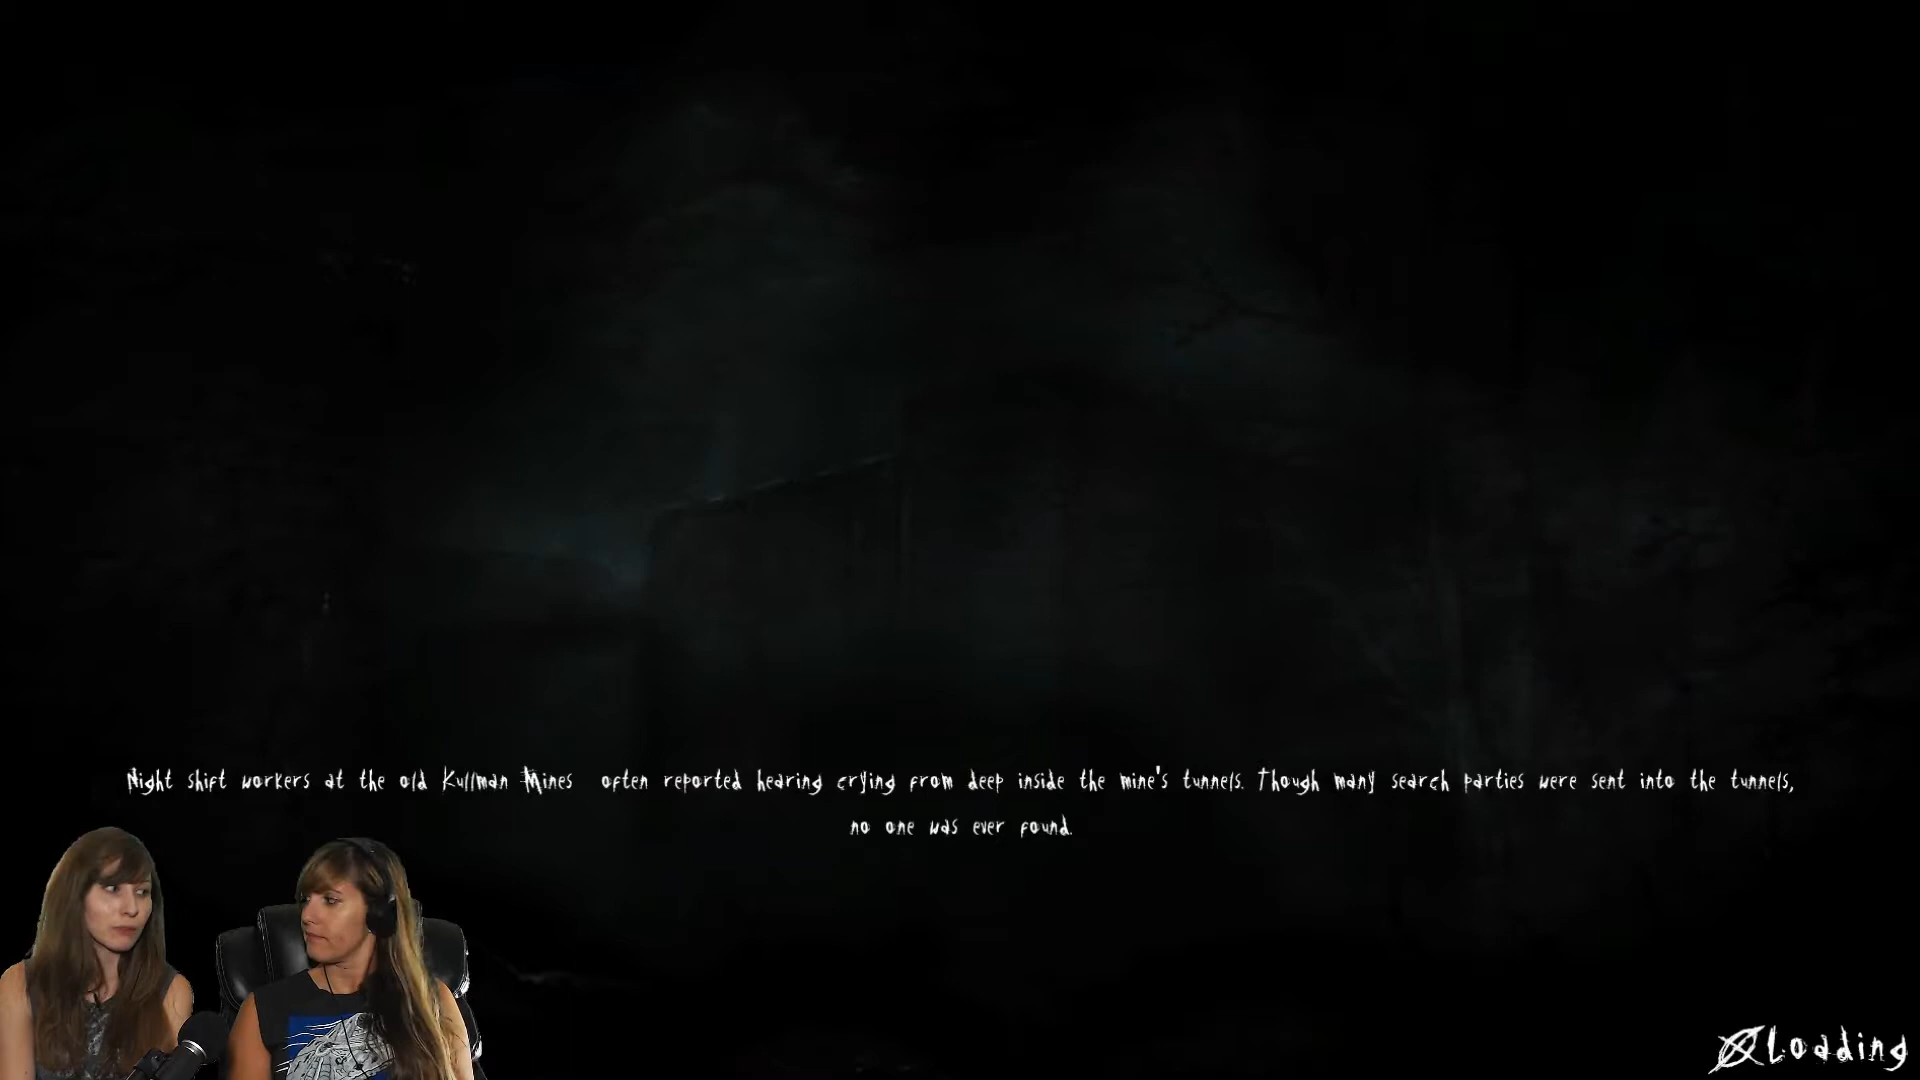 Night shift workers at the old Kullman Mines often reported hearing crying from deep inside the mine's tunnels. Though many search parties were sent into the tunnels,
no one was ever found.
Loading